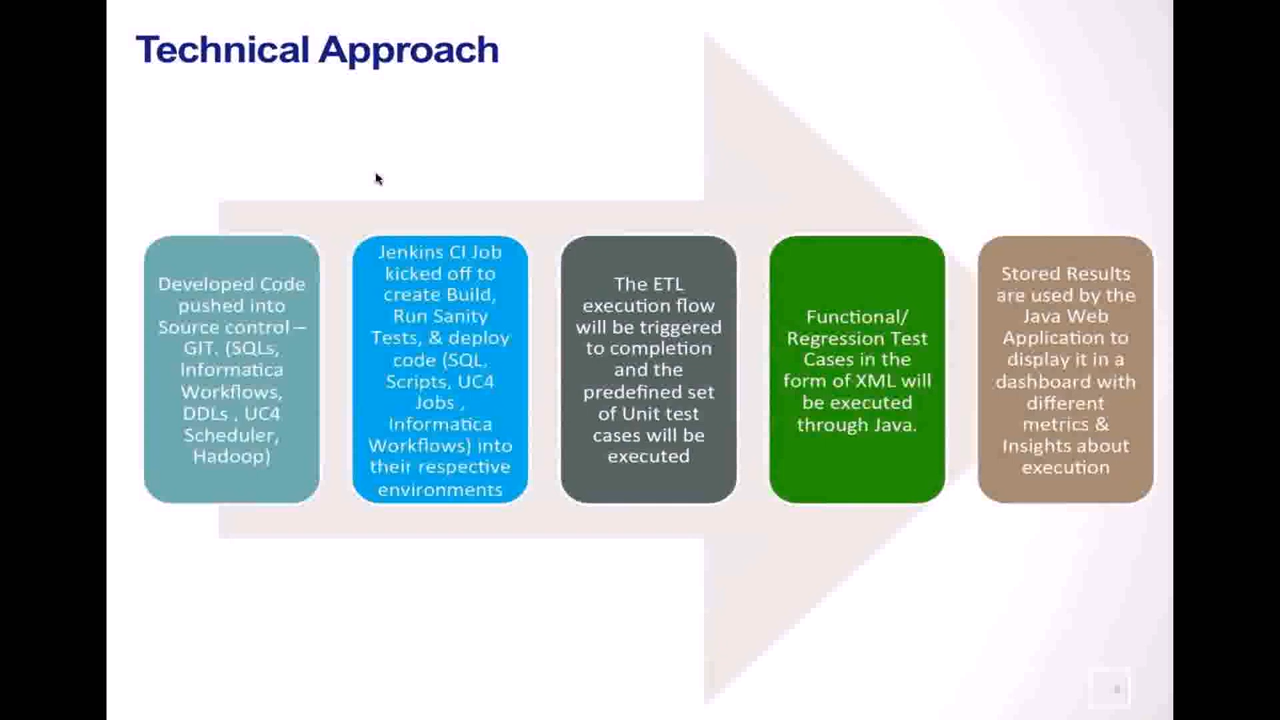 Technical Approach
Developed Code
pushed into
Source control –
GIT. (SQLs,
Informatica
Workflows,
DDLs , UC4
Scheduler,
Hadoop)
Jenkins CI Job
kicked off to
create Build,
Run Sanity
Tests, & deploy
code (SQL,
Scripts, UC4
Jobs ,
Informatica
Workflows) into
their respective
environments
The ETL
execution flow
will be triggered
to completion
and the
predefined set
of Unit test
cases will be
executed
Functional/
Regression Test
Cases in the
form of XML will
be executed
through Java.
Stored Results
are used by the
Java Web
Application to
display it in a
dashboard with
different
metrics &
Insights about
execution